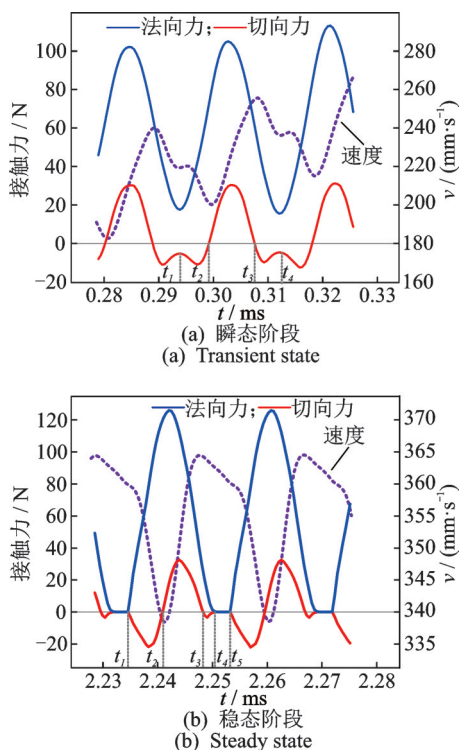 法向力; 切向力
接触力 / N
100
80
60
40
20
0
−20
280
260
240
220
200
180
160
v / (mm·s⁻¹)
速度
t₁ t₂ t₃ t₄
0.28 0.29 0.30 0.31 0.32 0.33
t / ms
(a) 瞬态阶段
(a) Transient state
法向力; 切向力
接触力 / N
120
100
80
60
40
20
0
−20
370
365
360
355
350
345
340
335
v / (mm·s⁻¹)
速度
t₁ t₂ t₃ t₄ t₅
2.23 2.24 2.25 2.26 2.27 2.28
t / ms
(b) 稳态阶段
(b) Steady state